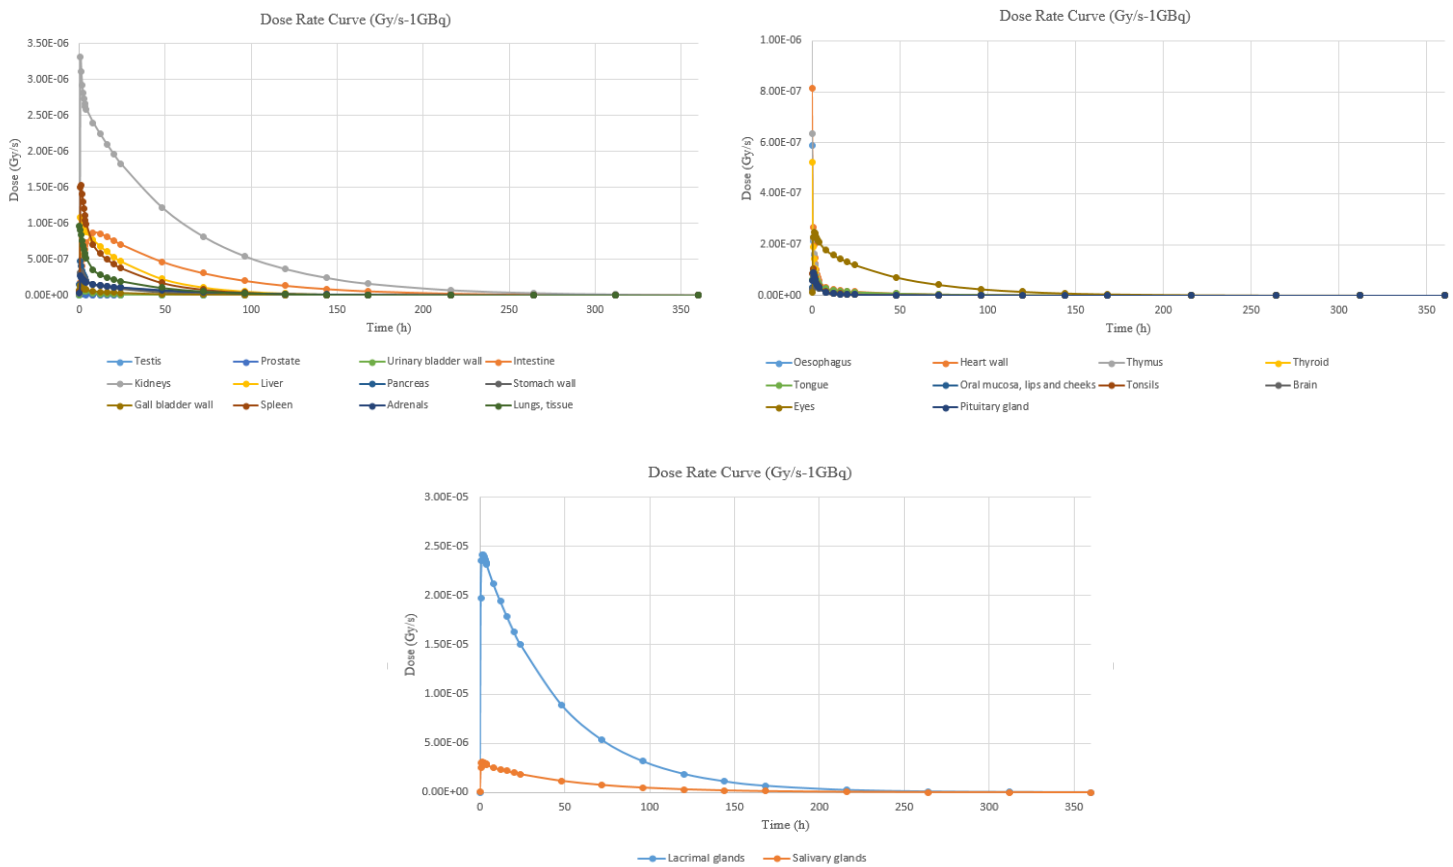 Dose Rate Curve (Gy/s-1GBq)
3.50E-06
3.00E-06
2.50E-06
2.00E-06
1.50E-06
1.00E-06
5.00E-07
0.00E+00
Dose (Gy/s)
0 50 100 150 200 250 300 350
Time (h)
Testis Prostate Urinary bladder wall Intestine
Kidneys Liver Pancreas Stomach wall
Gall bladder wall Spleen Adrenals Lungs, tissue
Dose Rate Curve (Gy/s-1GBq)
1.00E-06
8.00E-07
6.00E-07
4.00E-07
2.00E-07
0.00E+00
Dose (Gy/s)
0 50 100 150 200 250 300 350
Time (h)
Oesophagus Heart wall Thymus Thyroid
Tongue Oral mucosa, lips and cheeks Tonsils Brain
Eyes Pituitary gland
Dose Rate Curve (Gy/s-1GBq)
3.00E-05
2.50E-05
2.00E-05
1.50E-05
1.00E-05
5.00E-06
0.00E+00
Dose (Gy/s)
0 50 100 150 200 250 300 350
Time (h)
Lacrimal glands Salivary glands